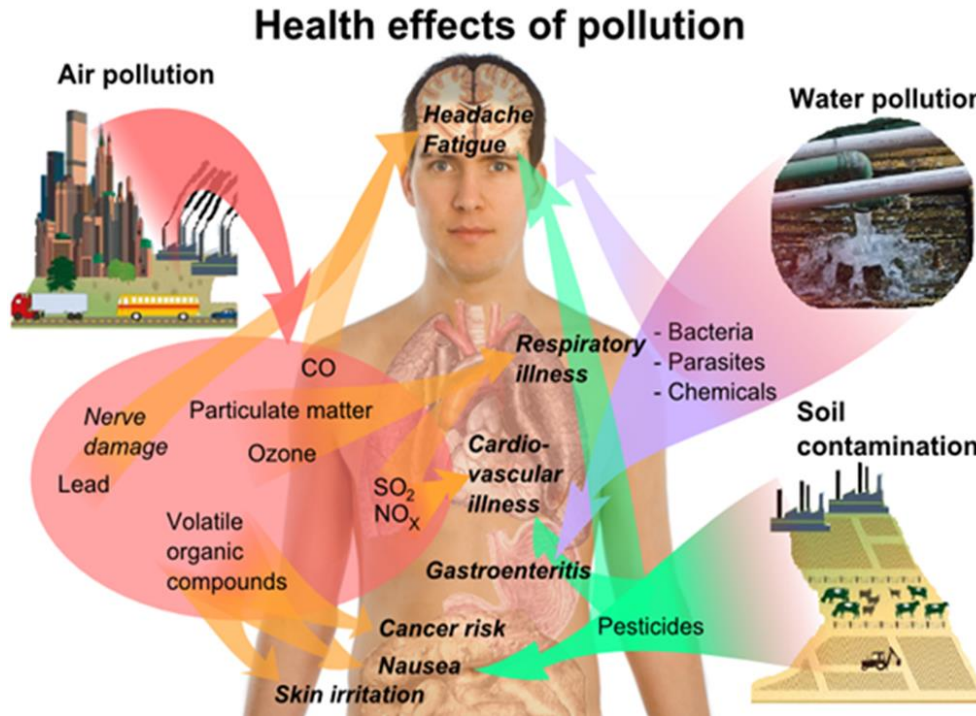 Health effects of pollution
Air pollution
Water pollution
Headache
Fatigue
- Bacteria
- Parasites
- Chemicals
Respiratory
illness
CO
Particulate matter
Ozone
Nerve
damage
Lead
Cardio-
vascular
illness
SO2
NOX
Soil
contamination
Volatile
organic
compounds
Gastroenteritis
Pesticides
Cancer risk
Nausea
Skin irritation